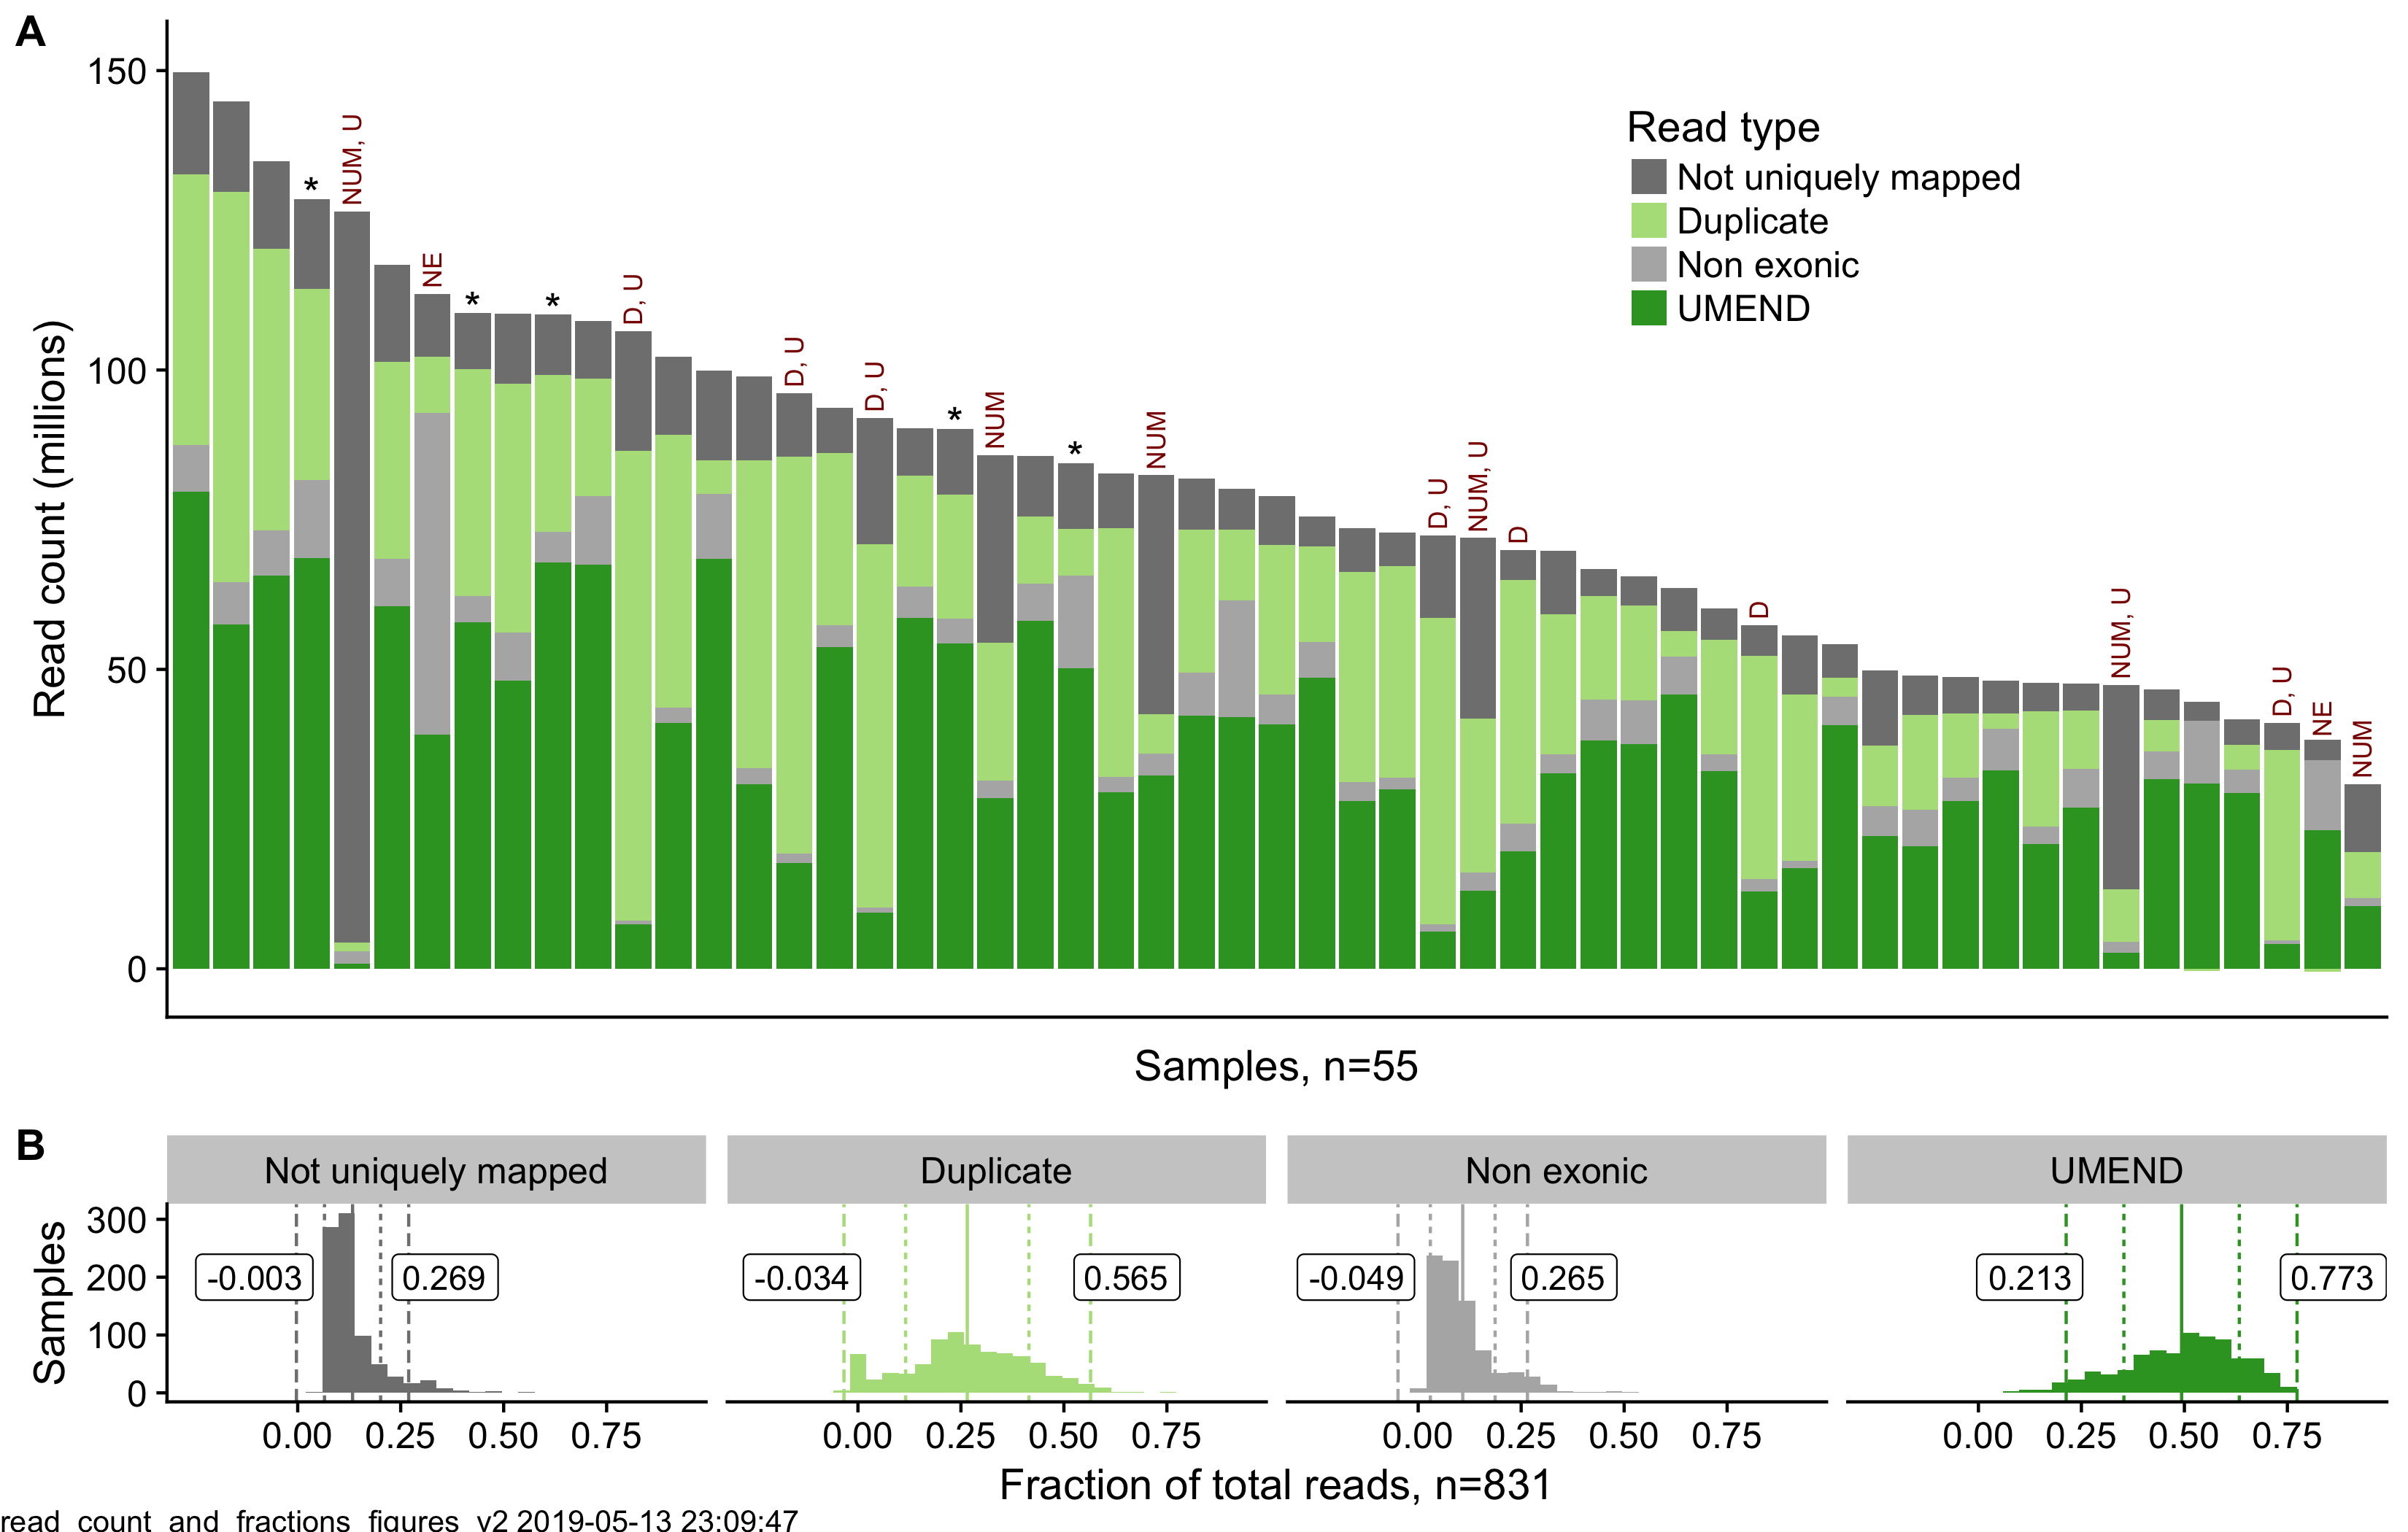 A
Read count (millions)
150
100
50
0
*
NUM, U
NE
*
*
D, U
D, U
D, U
*
NUM
*
NUM
D, U
NUM, U
D
D
NUM, U
D, U
NE
NUM
Read type
Not uniquely mapped
Duplicate
Non exonic
UMEND
Samples, n=55
B
Not uniquely mapped
Duplicate
Non exonic
UMEND
Samples
300
200
100
0
-0.003
0.269
-0.034
0.565
-0.049
0.265
0.213
0.773
0.00 0.25 0.50 0.75
0.00 0.25 0.50 0.75
0.00 0.25 0.50 0.75
0.00 0.25 0.50 0.75
Fraction of total reads, n=831
read_count_and_fractions_figures_v2 2019-05-13 23:09:47